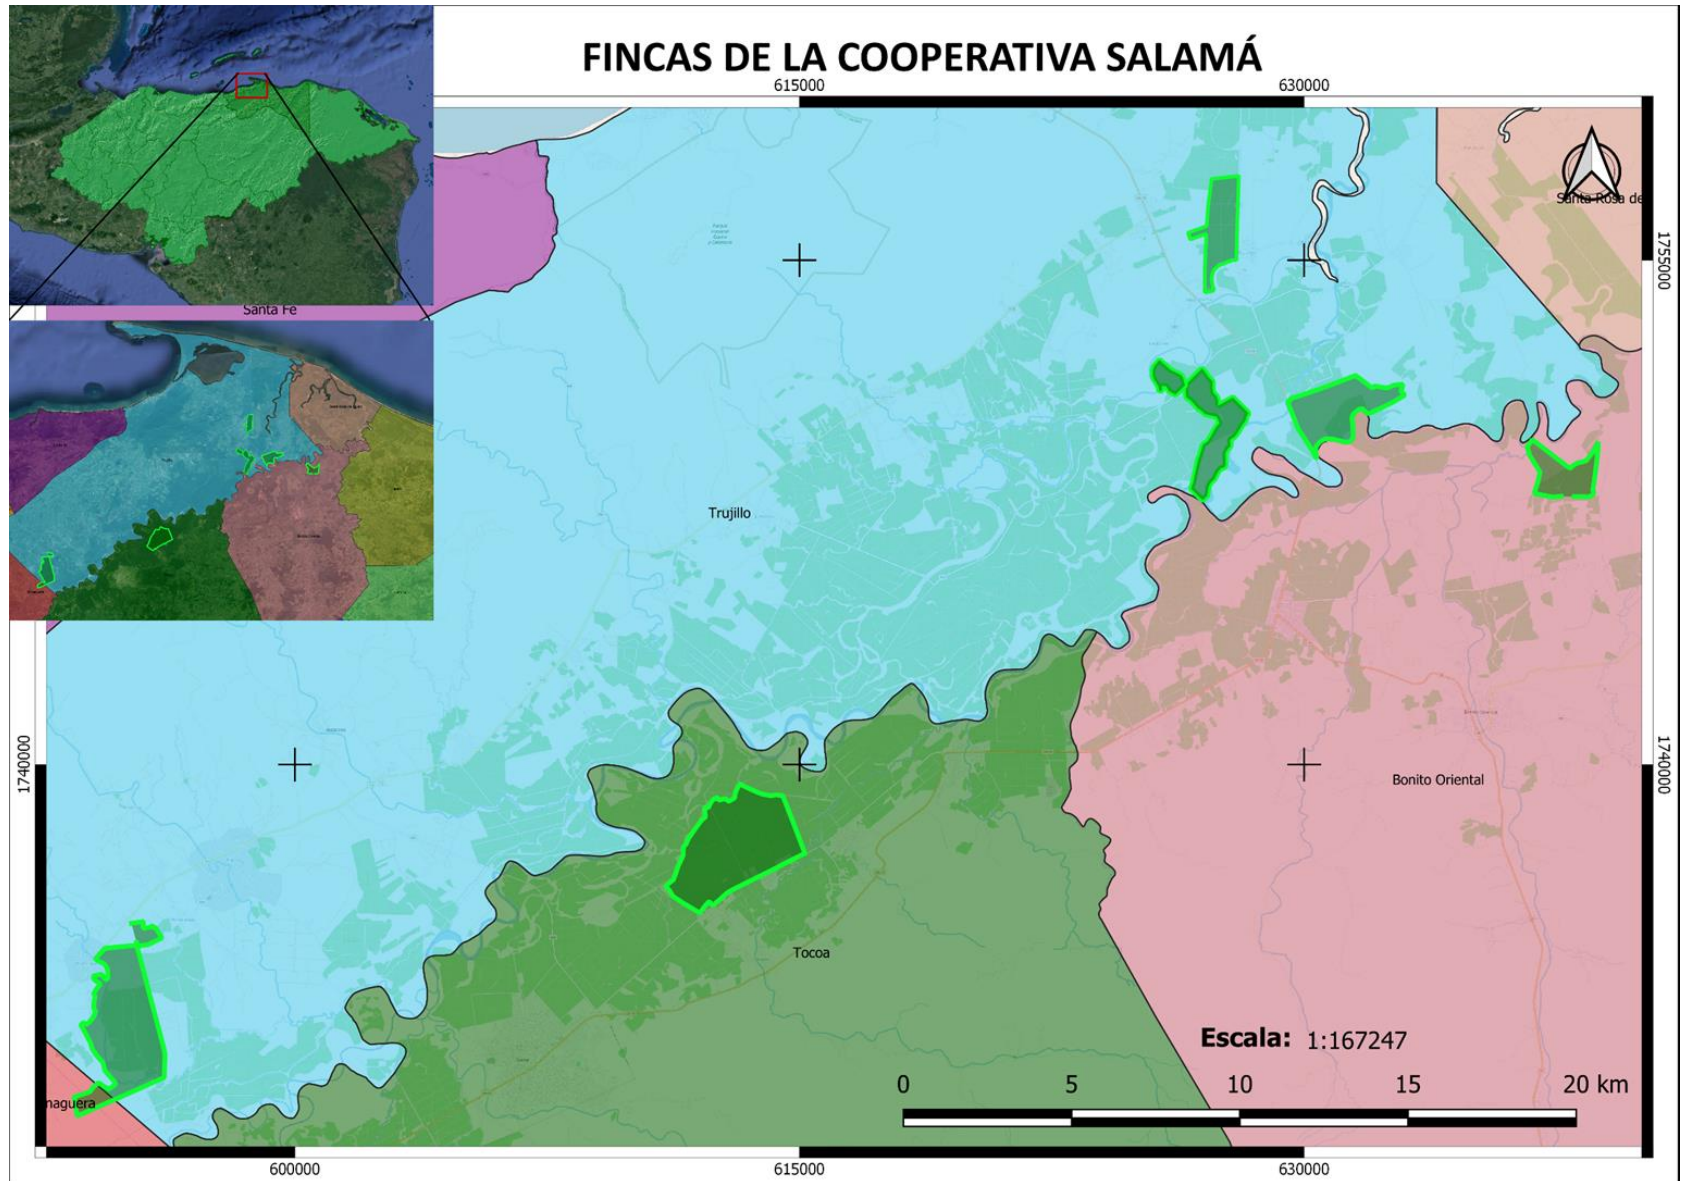 FINCAS DE LA COOPERATIVA SALAMÁ
615000
630000
Santa Rosa de
1755000
Santa Fe
Trujillo
1740000
1740000
Bonito Oriental
Tocoa
Escala: 1:167247
0 5 10 15 20 km
naguera
600000
615000
630000